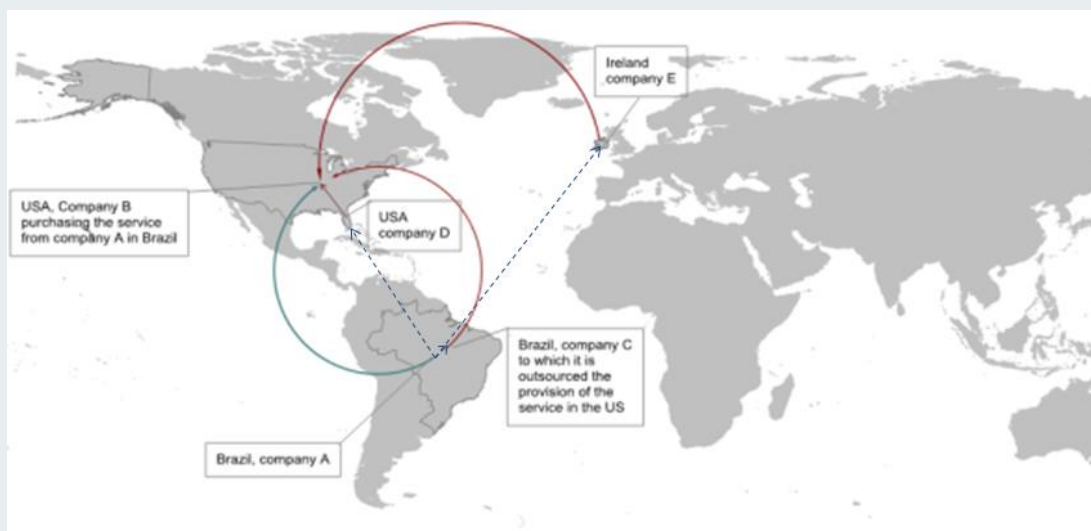 Ireland
company E
USA, Company B
purchasing the service
from company A in Brazil
USA
company D
Brazil, company C
to which it is
outsourced the
provision of the
service in the US
Brazil, company A